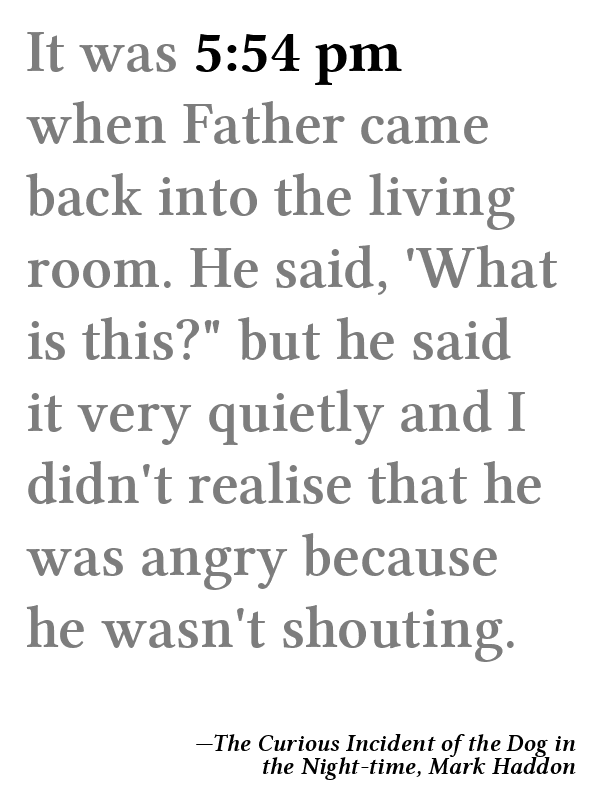 It was 5:54 pm
when Father came
back into the living
room. He said, 'What
is this?" but he said
it very quietly and I
didn't realise that he
was angry because
he wasn't shouting.
—The Curious Incident of the Dog in
the Night-time, Mark Haddon